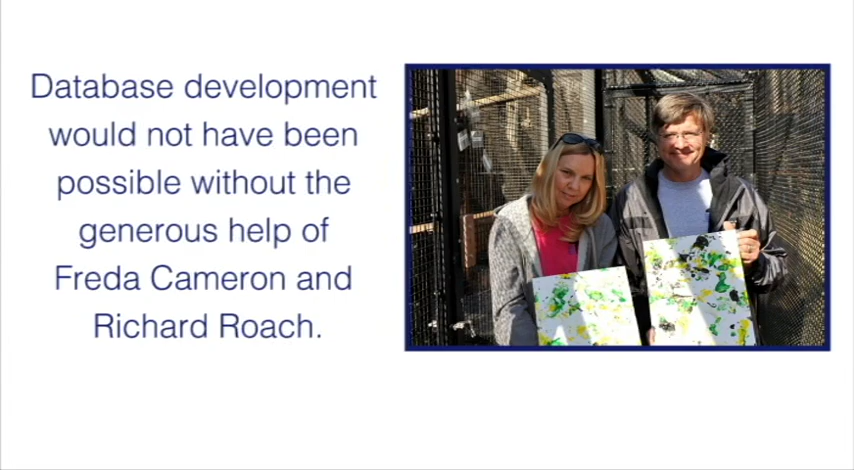 Database development
would not have been
possible without the
generous help of
Freda Cameron and
Richard Roach.